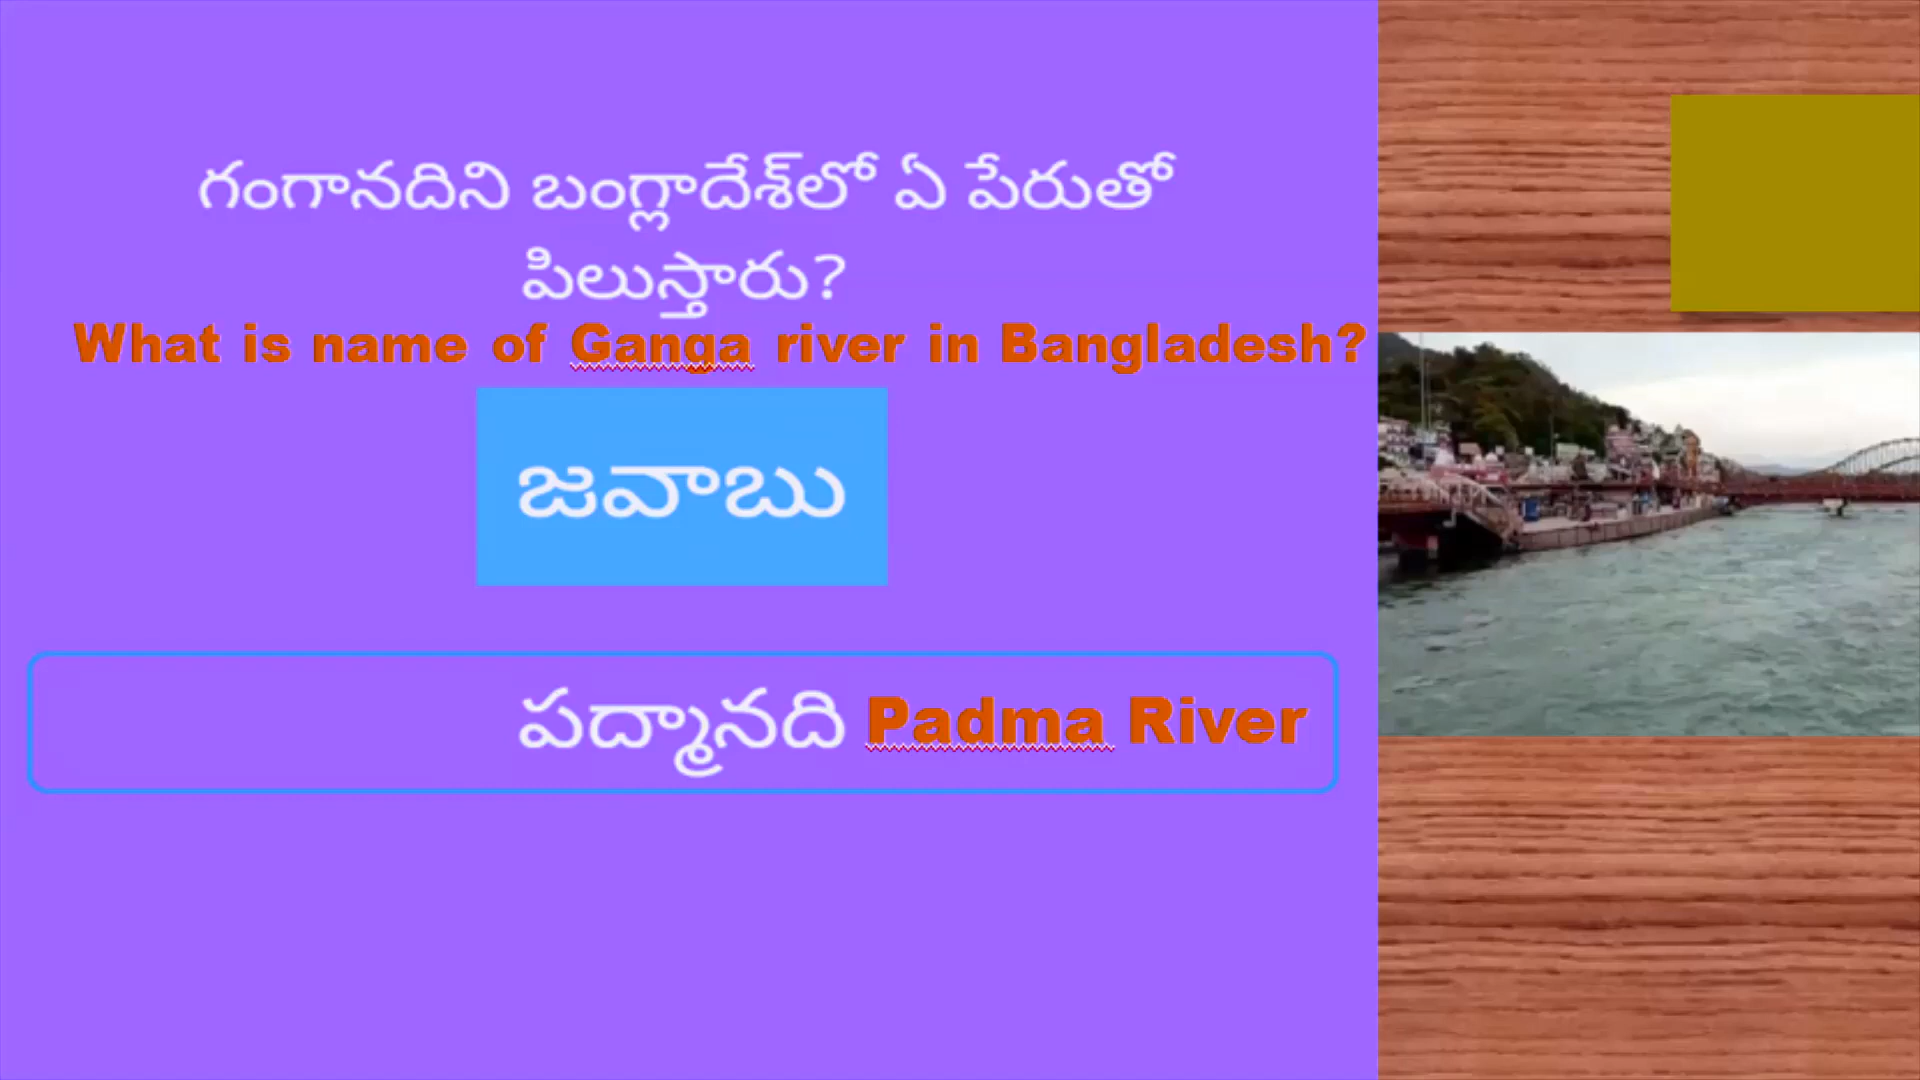 గంగానదిని బంగ్లాదేశ్‌లో ఏ పేరుతో
పిలుస్తారు?
What is name of Ganga river in Bangladesh?
జవాబు
పద్మానది Padma River